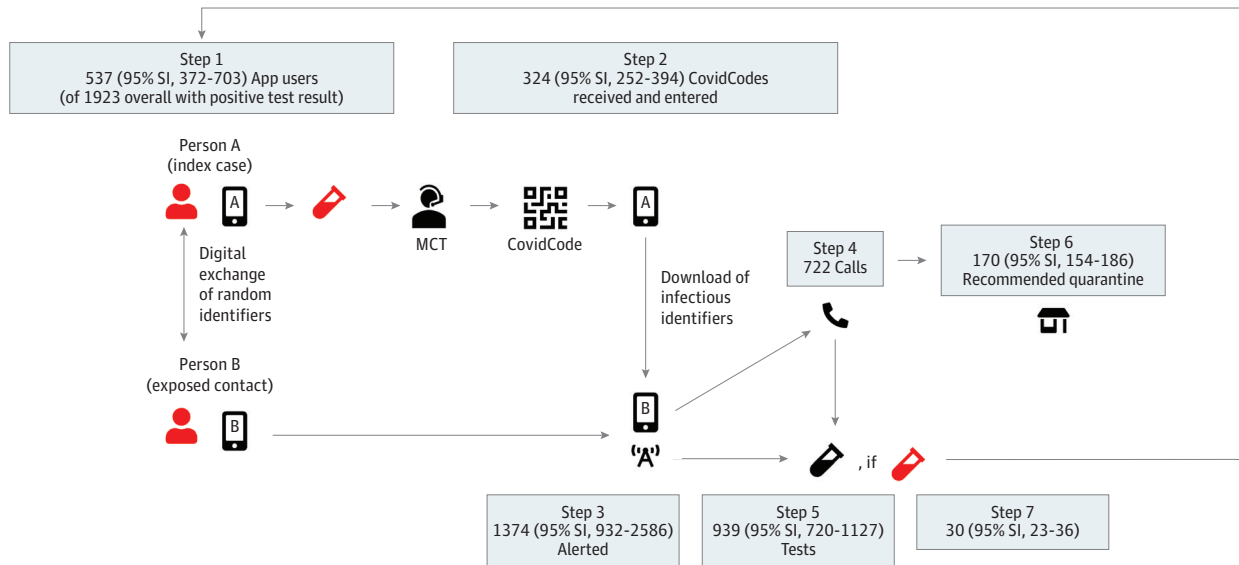 Step 1
537 (95% SI, 372-703) App users
(of 1923 overall with positive test result)
Step 2
324 (95% SI, 252-394) CovidCodes
received and entered
Person A
(index case)
A
MCT
CovidCode
A
Digital
exchange
of random
identifiers
Download of
infectious
identifiers
Step 4
722 Calls
Step 6
170 (95% SI, 154-186)
Recommended quarantine
Person B
(exposed contact)
B
B
, if
Step 3
1374 (95% SI, 932-2586)
Alerted
Step 5
939 (95% SI, 720-1127)
Tests
Step 7
30 (95% SI, 23-36)